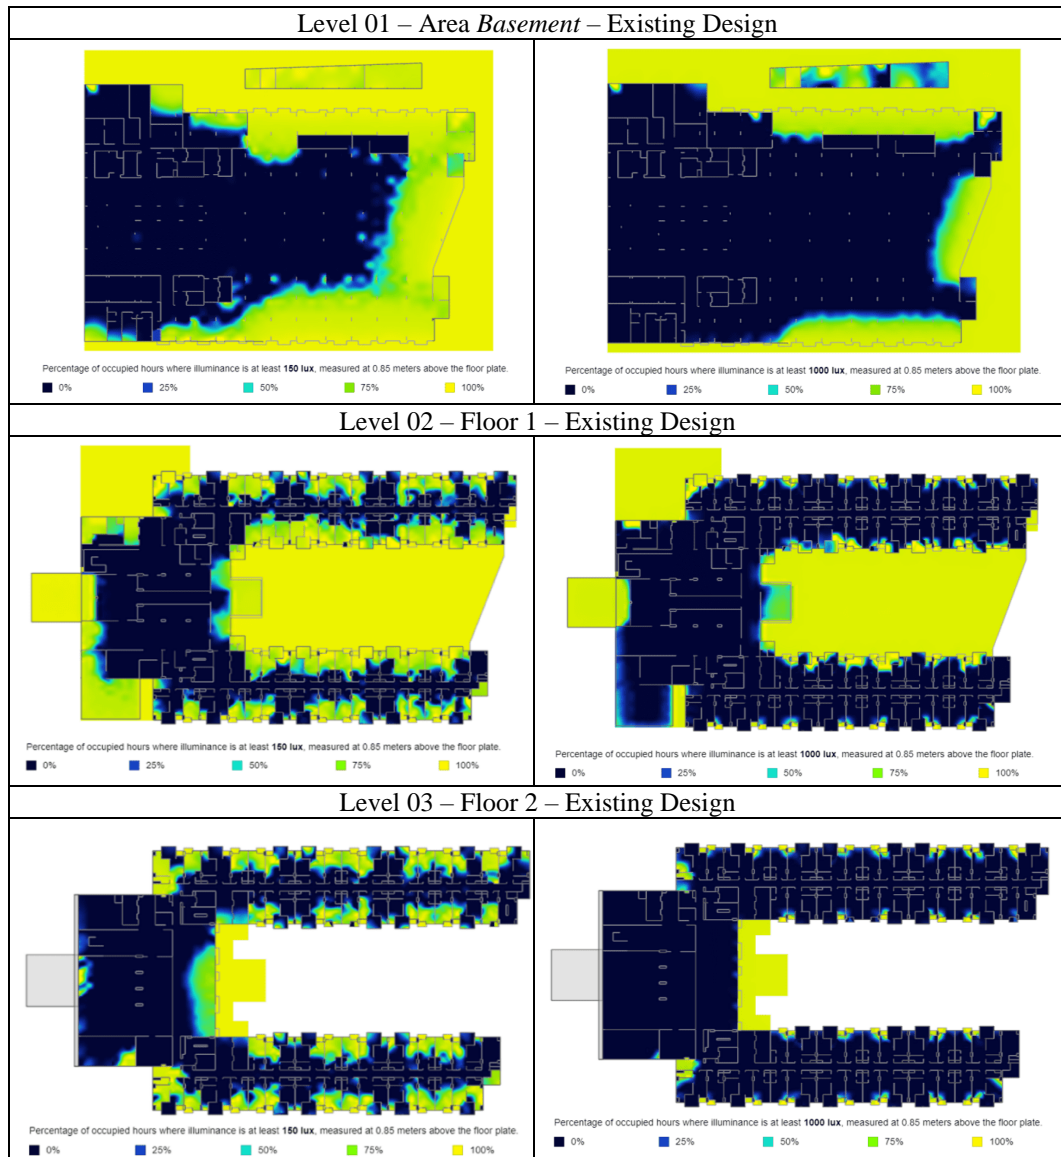 Level 01 – Area Basement – Existing Design
Percentage of occupied hours where illuminance is at least 150 lux, measured at 0.85 meters above the floor plate.
0% 25% 50% 75% 100%
Percentage of occupied hours where illuminance is at least 1000 lux, measured at 0.85 meters above the floor plate.
0% 25% 50% 75% 100%
Level 02 – Floor 1 – Existing Design
Percentage of occupied hours where illuminance is at least 150 lux, measured at 0.85 meters above the floor plate.
0% 25% 50% 75% 100%
Percentage of occupied hours where illuminance is at least 1000 lux, measured at 0.85 meters above the floor plate.
0% 25% 50% 75% 100%
Level 03 – Floor 2 – Existing Design
Percentage of occupied hours where illuminance is at least 150 lux, measured at 0.85 meters above the floor plate.
0% 25% 50% 75% 100%
Percentage of occupied hours where illuminance is at least 1000 lux, measured at 0.85 meters above the floor plate.
0% 25% 50% 75% 100%